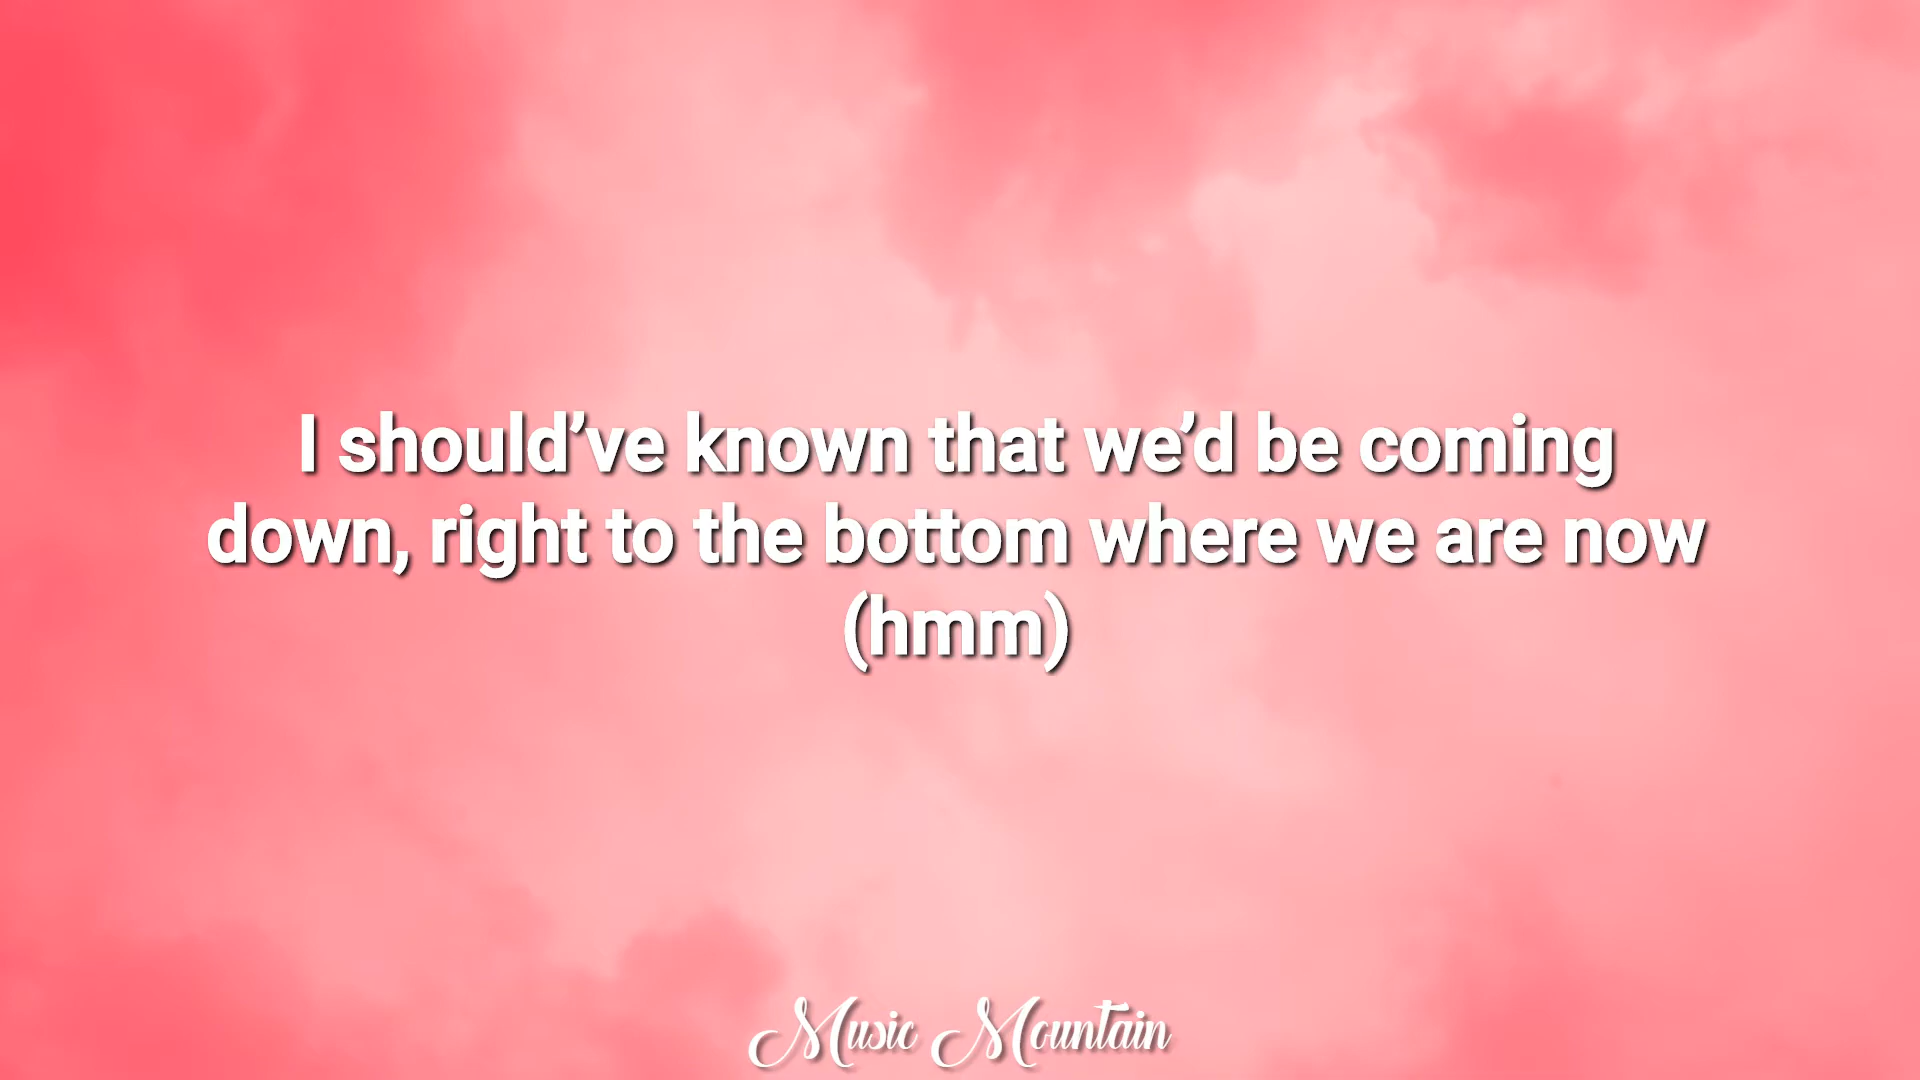 I should’ve known that we’d be coming
down, right to the bottom where we are now
(hmm)
Music Mountain